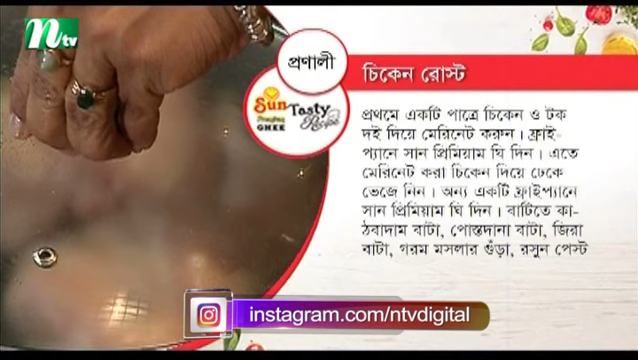 ntv
প্রণালী
চিকেন রোস্ট
Sun
Premium
GHEE
Tasty
প্রথমে একটি পাত্রে চিকেন ও টক
দই দিয়ে মেরিনেট করুন। ফ্রাই-
প্যানে সান প্রিমিয়াম ঘি দিন। এতে
মেরিনেট করা চিকেন দিয়ে ঢেকে
ভেজে নিন। অন্য একটি ফ্রাইপ্যানে
সান প্রিমিয়াম ঘি দিন। বাটিতে কা-
ঠবাদাম বাটা, পোস্তদানা বাটা, জিরা
বাটা, গরম মসলার গুঁড়া, রসুন পেস্ট
instagram.com/ntvdigital